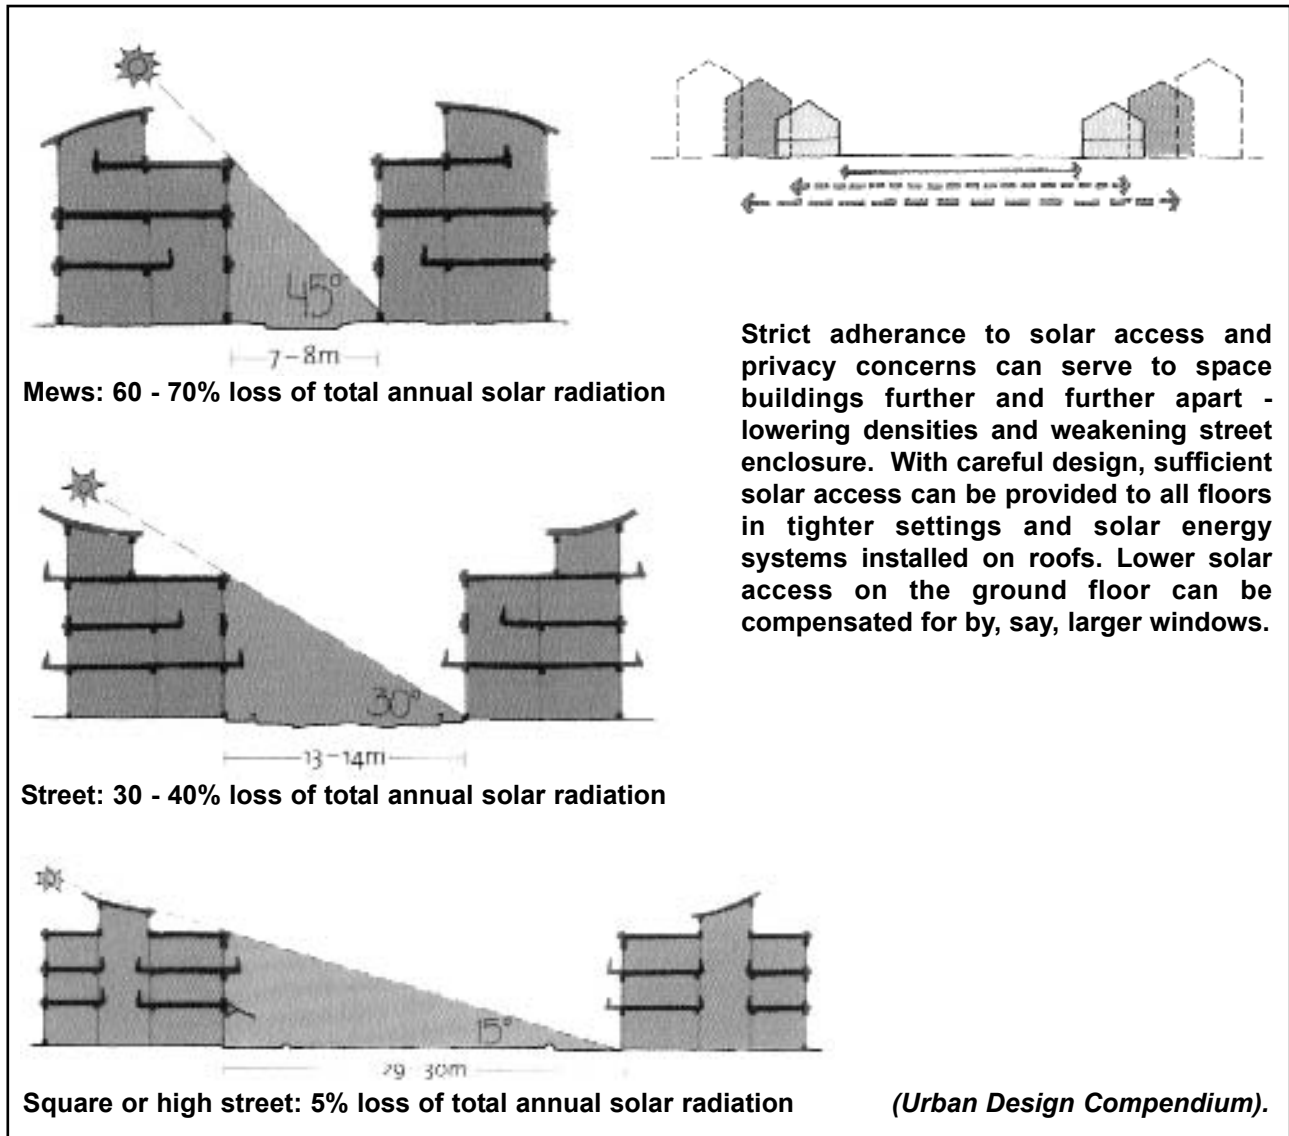 45°
7-8m
Mews: 60 - 70% loss of total annual solar radiation
30°
13-14m
Street: 30 - 40% loss of total annual solar radiation
15°
29-30m
Square or high street: 5% loss of total annual solar radiation
Strict adherance to solar access and
privacy concerns can serve to space
buildings further and further apart -
lowering densities and weakening street
enclosure. With careful design, sufficient
solar access can be provided to all floors
in tighter settings and solar energy
systems installed on roofs. Lower solar
access on the ground floor can be
compensated for by, say, larger windows.
(Urban Design Compendium).